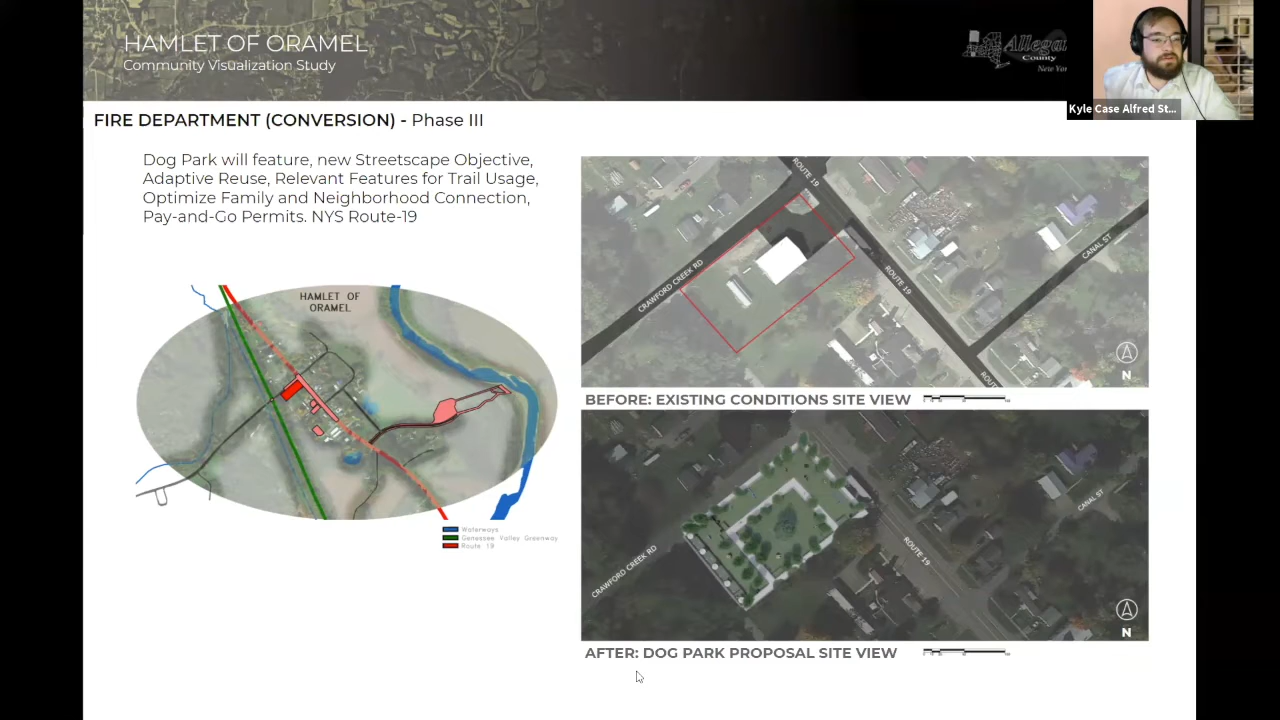 HAMLET OF ORAMEL
Community Visualization Study
Allegan
County
New Yor
Kyle Case Alfred St...
FIRE DEPARTMENT (CONVERSION) - Phase III
Dog Park will feature, new Streetscape Objective,
Adaptive Reuse, Relevant Features for Trail Usage,
Optimize Family and Neighborhood Connection,
Pay-and-Go Permits. NYS Route-19
HAMLET OF
ORAMEL
Waterways
Genessee Valley Greenway
Route 19
ROUTE 19
CRAWFORD CREEK RD
ROUTE 19
CANAL ST
ROUTE
N
BEFORE: EXISTING CONDITIONS SITE VIEW
CRAWFORD CREEK RD
ROUTE 19
CANAL ST
N
AFTER: DOG PARK PROPOSAL SITE VIEW